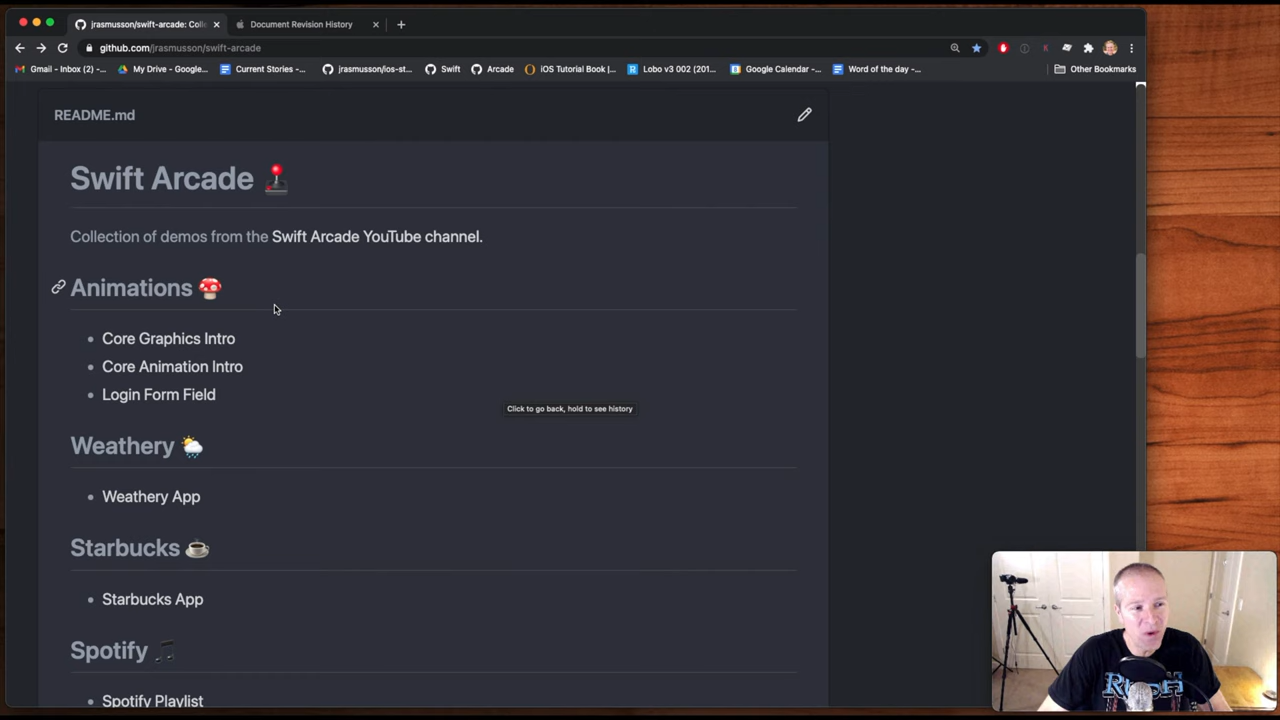 jrasmusson/swift-arcade: Coll
Document Revision History
github.com/jrasmusson/swift-arcade
Gmail - Inbox (2) -...
My Drive - Google...
Current Stories -...
jrasmusson/ios-st...
Swift
Arcade
iOS Tutorial Book |...
Lobo v3 002 (201...
Google Calendar -...
Word of the day -...
Other Bookmarks
README.md
Swift Arcade
Collection of demos from the Swift Arcade YouTube channel.
Animations
Core Graphics Intro
Core Animation Intro
Login Form Field
Click to go back, hold to see history
Weathery
Weathery App
Starbucks
Starbucks App
Spotify
Spotify Playlist